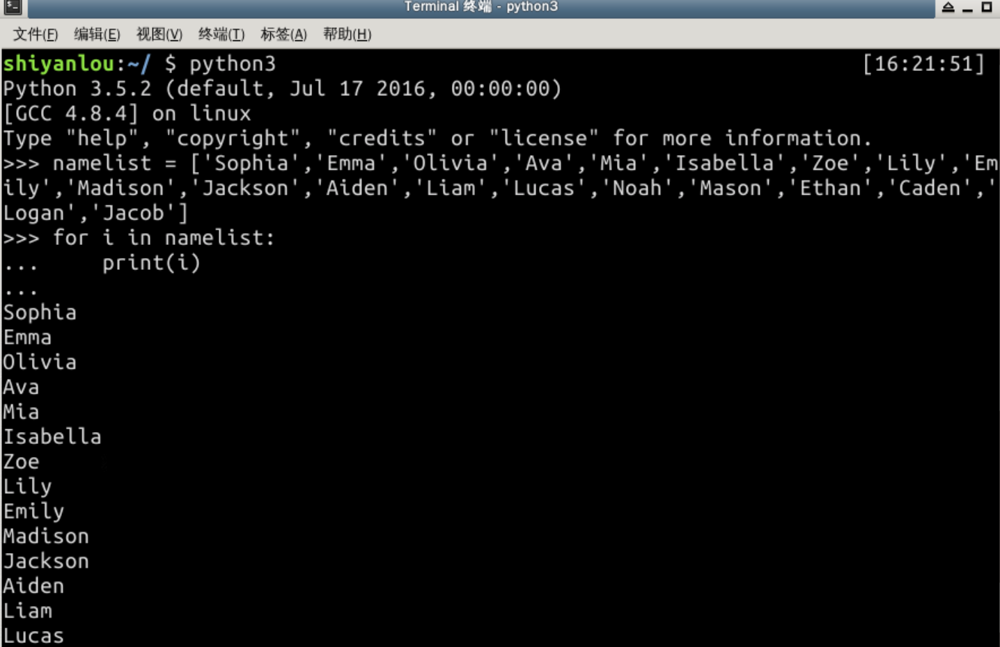 Terminal 终端 - python3
文件(F) 编辑(E) 视图(V) 终端(T) 标签(A) 帮助(H)
shiyanlou:~/ $ python3 [16:21:51]
Python 3.5.2 (default, Jul 17 2016, 00:00:00)
[GCC 4.8.4] on linux
Type "help", "copyright", "credits" or "license" for more information.
>>> namelist = ['Sophia','Emma','Olivia','Ava','Mia','Isabella','Zoe','Lily','Em
ily','Madison','Jackson','Aiden','Liam','Lucas','Noah','Mason','Ethan','Caden','
Logan','Jacob']
>>> for i in namelist:
...     print(i)
...
Sophia
Emma
Olivia
Ava
Mia
Isabella
Zoe
Lily
Emily
Madison
Jackson
Aiden
Liam
Lucas